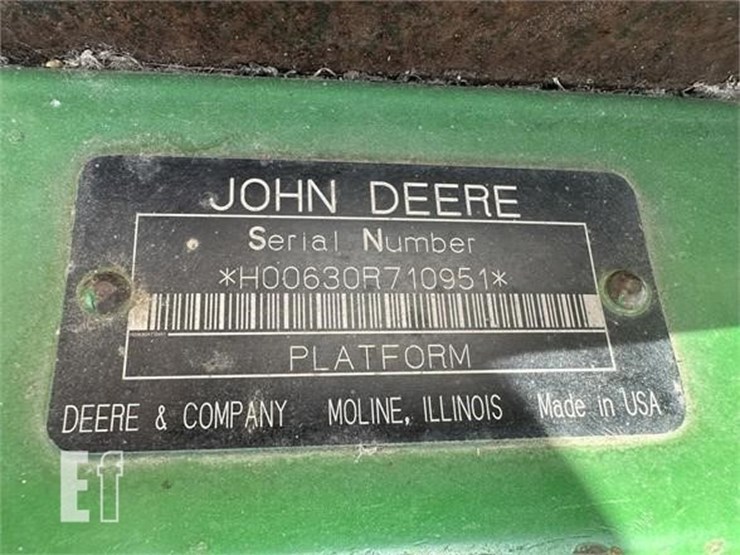 JOHN DEERE
Serial Number
*H00630R710951*
PLATFORM
DEERE & COMPANY MOLINE, ILLINOIS Made in USA
Ef